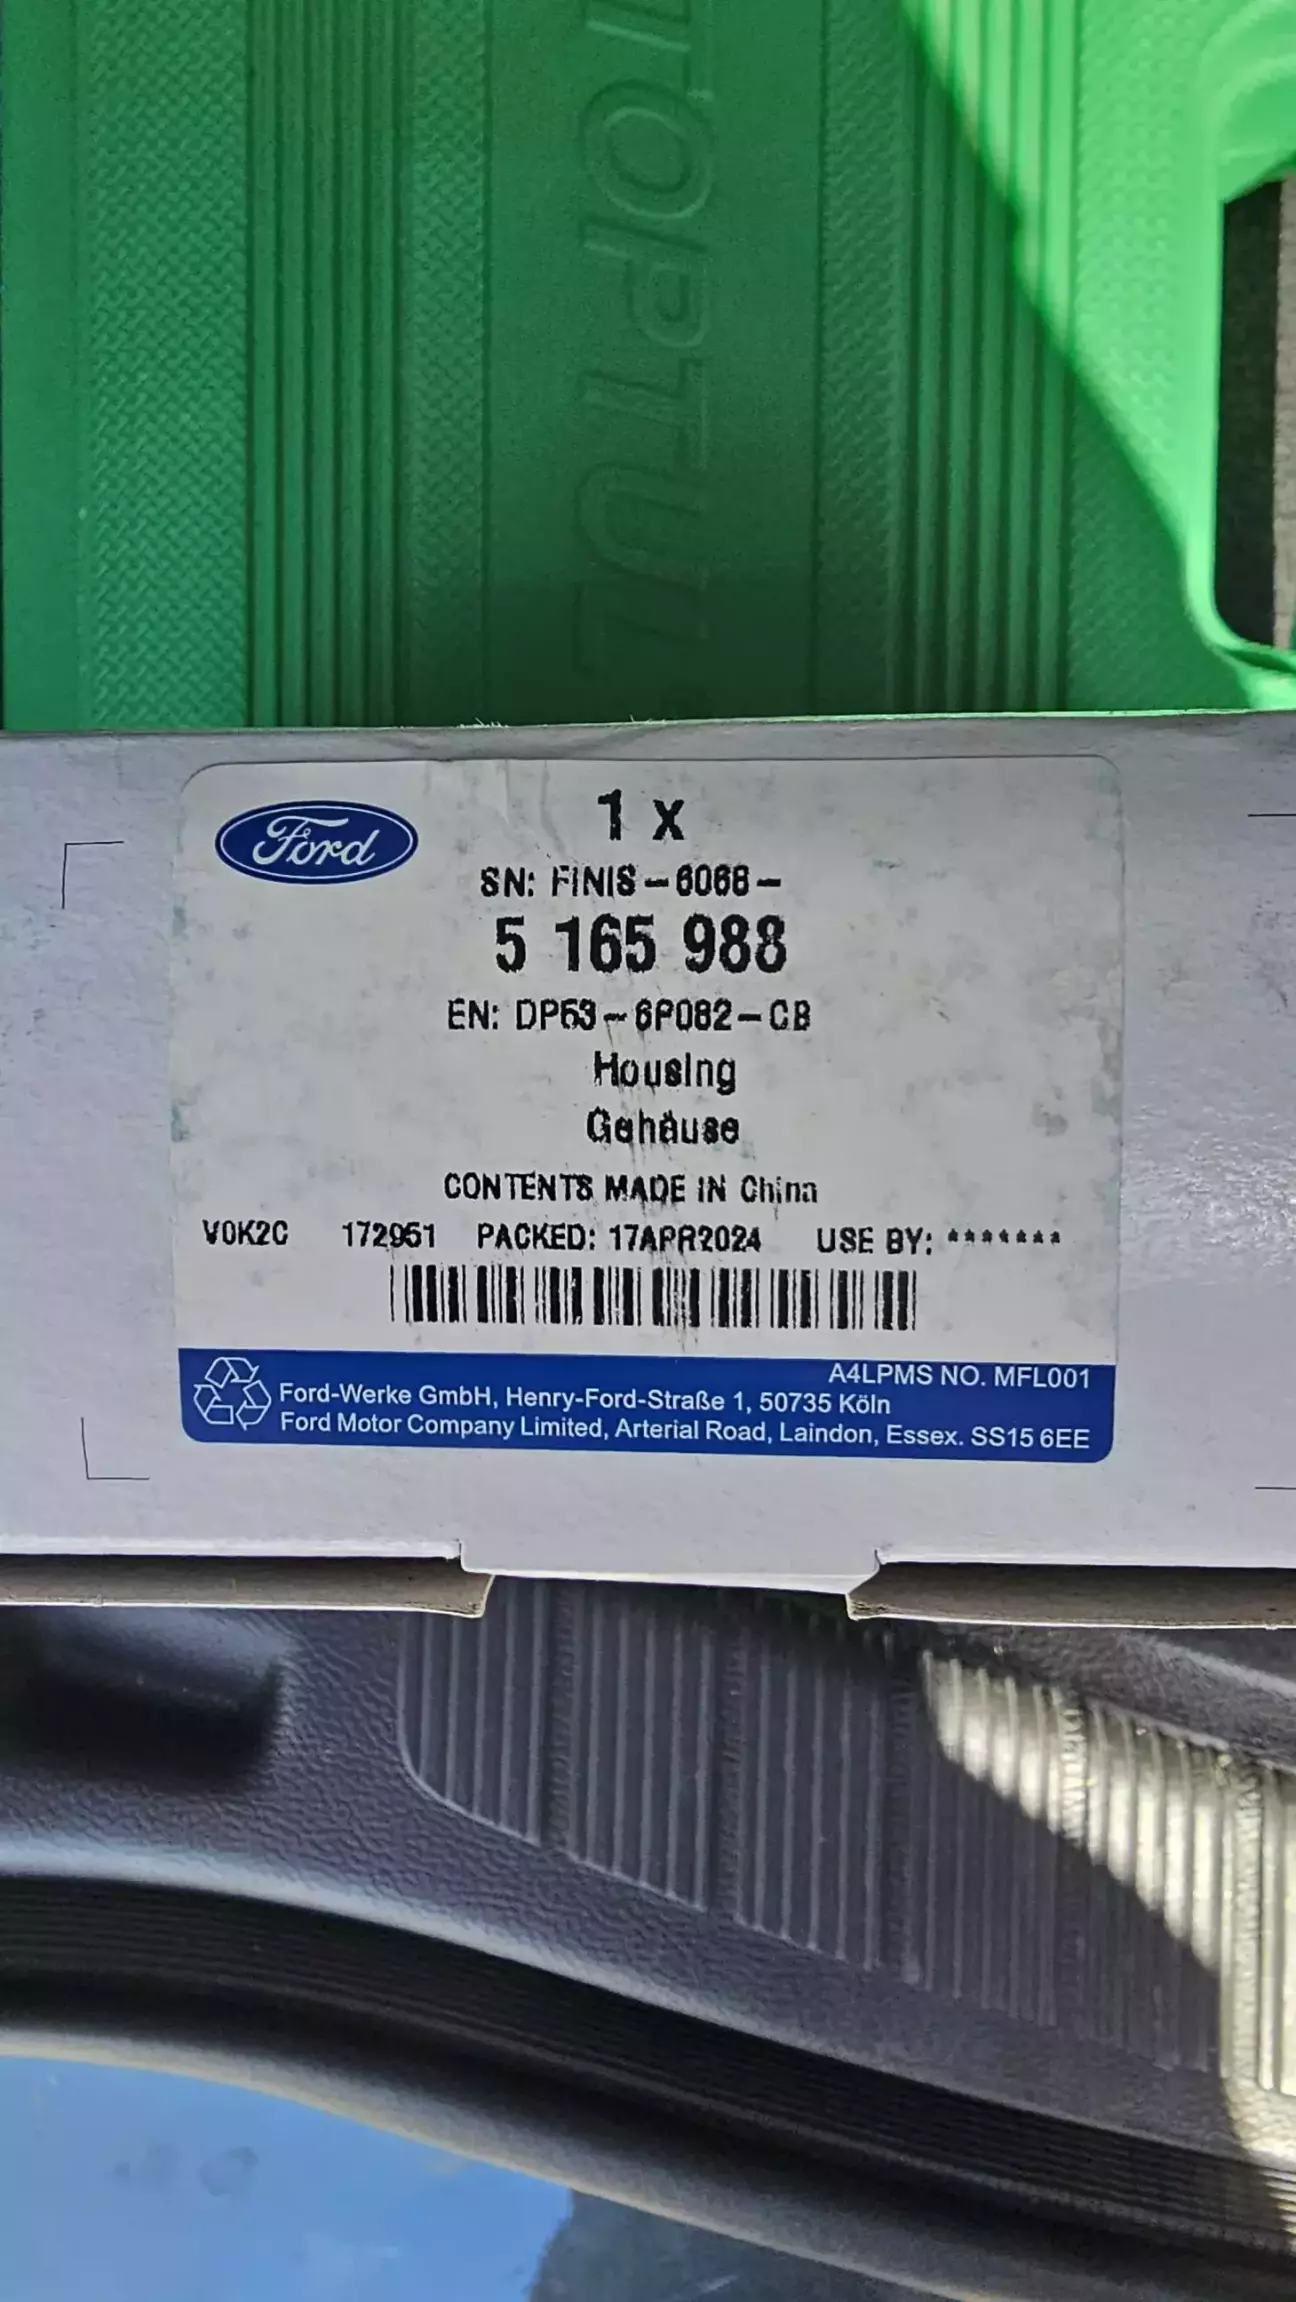 TOPTUL
Ford
1 x
SN: FINIS-6068-
5 165 988
EN: DP53-6P082-CB
Housing
Gehäuse
CONTENTS MADE IN China
V0K2C 172951 PACKED: 17APR2024 USE BY: *******
A4LPMS NO. MFL001
Ford-Werke GmbH, Henry-Ford-Straße 1, 50735 Köln
Ford Motor Company Limited, Arterial Road, Laindon, Essex. SS15 6EE